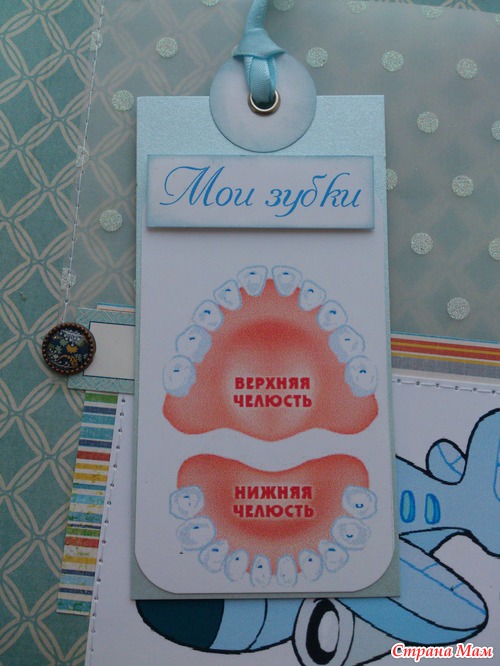 Мои зубки
ВЕРХНЯЯ
ЧЕЛЮСТЬ
НИЖНЯЯ
ЧЕЛЮСТЬ
Страна Мам